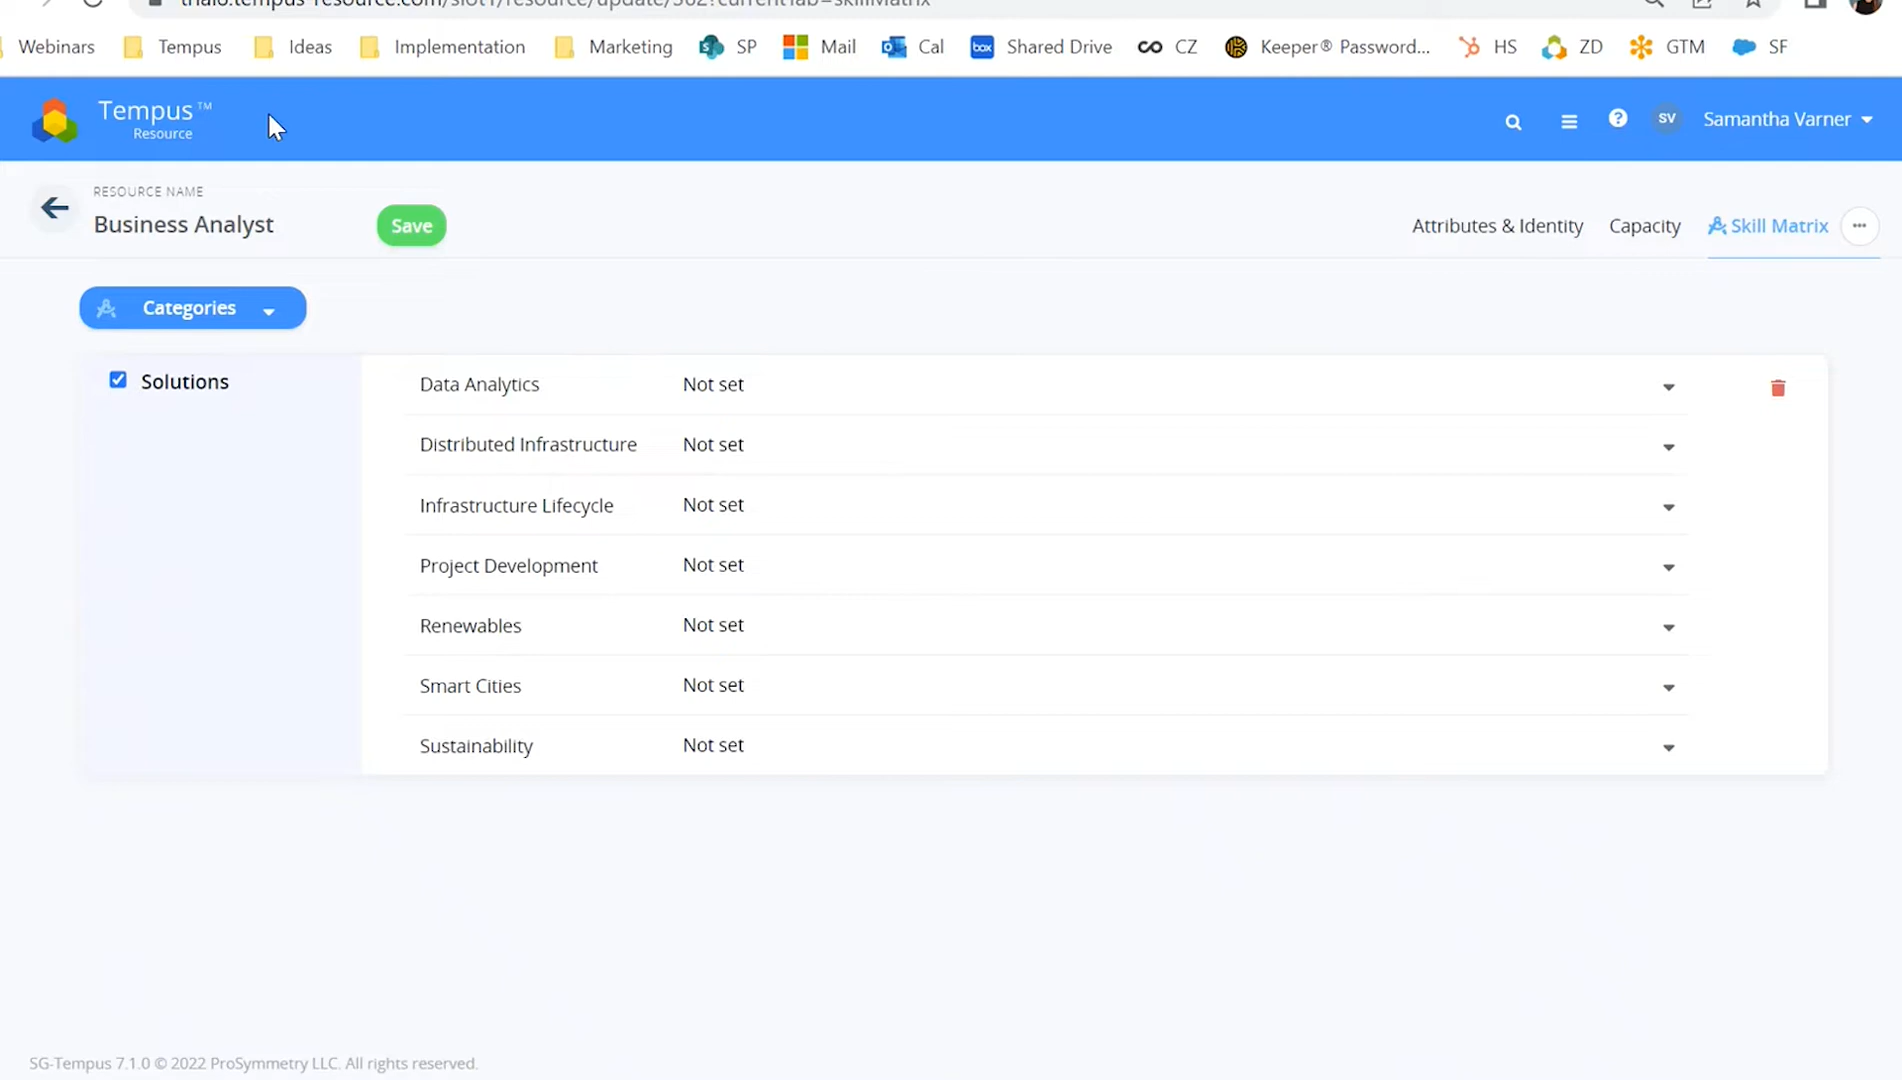 thalo.tempus-resource.com/slot1/resource/update/362?currentTab=skillMatrix
Webinars Tempus Ideas Implementation Marketing SP Mail Cal box Shared Drive CZ Keeper® Password... HS ZD GTM SF
Tempus™
Resource
SV Samantha Varner
RESOURCE NAME
Business Analyst
Save
Attributes & Identity Capacity Skill Matrix
Categories
Solutions
Data Analytics Not set
Distributed Infrastructure Not set
Infrastructure Lifecycle Not set
Project Development Not set
Renewables Not set
Smart Cities Not set
Sustainability Not set
SG-Tempus 7.1.0 © 2022 ProSymmetry LLC. All rights reserved.